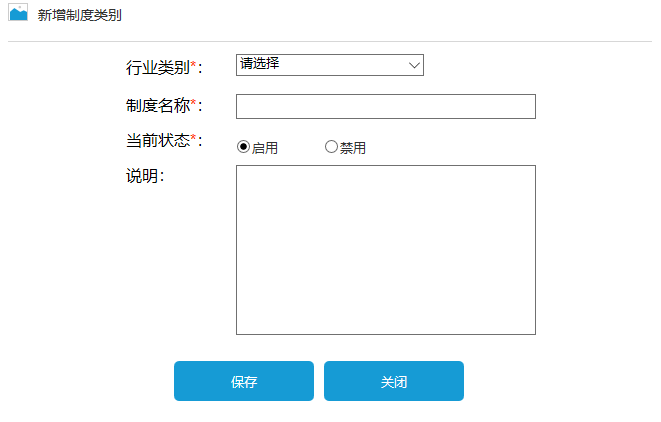 新增制度类别
行业类别*： 请选择
制度名称*：
当前状态*： 启用 禁用
说明：
保存 关闭